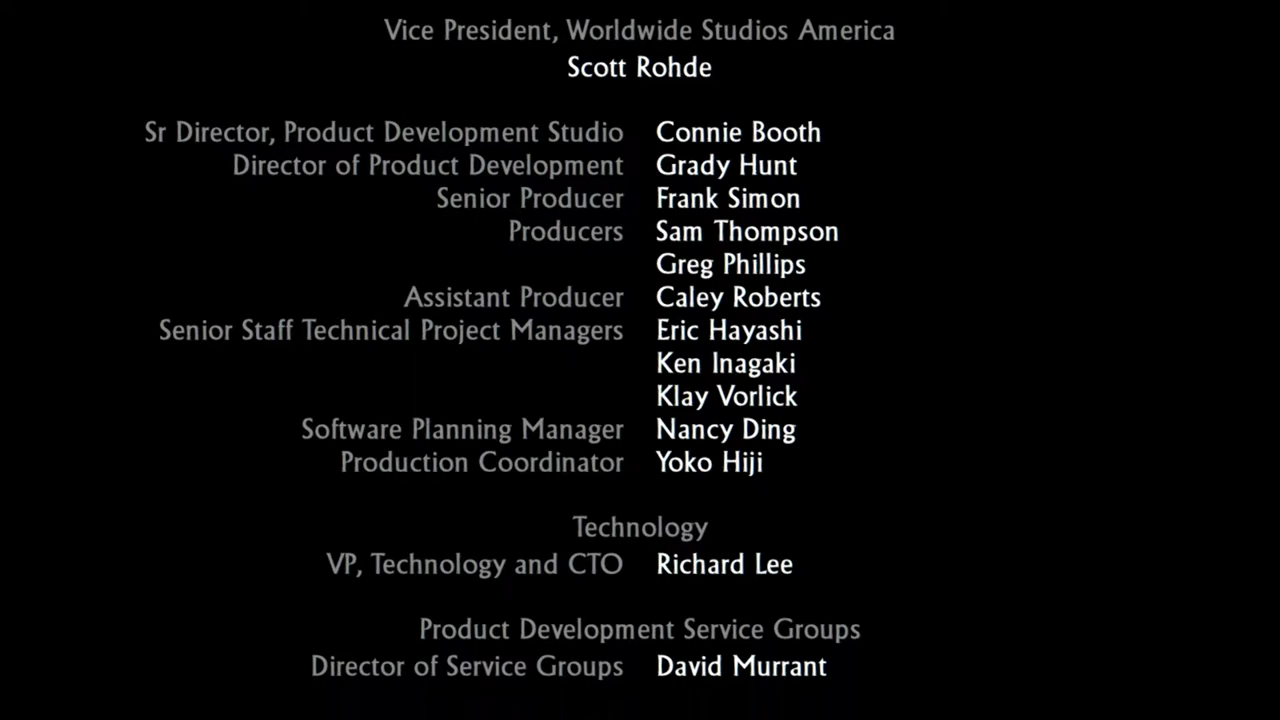 Vice President, Worldwide Studios America
Scott Rohde
Sr Director, Product Development Studio Connie Booth
Director of Product Development Grady Hunt
Senior Producer Frank Simon
Producers Sam Thompson
Greg Phillips
Assistant Producer Caley Roberts
Senior Staff Technical Project Managers Eric Hayashi
Ken Inagaki
Klay Vorlick
Software Planning Manager Nancy Ding
Production Coordinator Yoko Hiji
Technology
VP, Technology and CTO Richard Lee
Product Development Service Groups
Director of Service Groups David Murrant